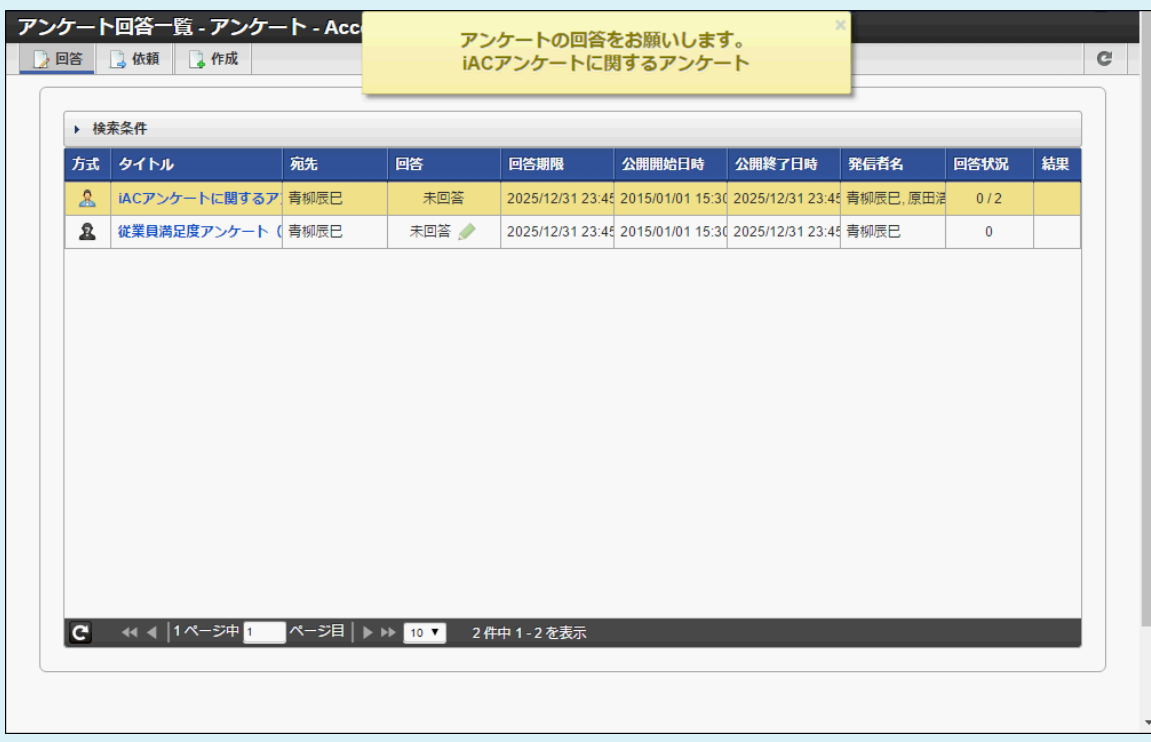 アンケート回答一覧 - アンケート - Acc
アンケートの回答をお願いします。
iACアンケートに関するアンケート
回答 依頼 作成
検索条件
方式 タイトル 宛先 回答 回答期限 公開開始日時 公開終了日時 発信者名 回答状況 結果
iACアンケートに関するア 青柳辰巳 未回答 2025/12/31 23:45 2015/01/01 15:30 2025/12/31 23:45 青柳辰巳, 原田 0 / 2
従業員満足度アンケート( 青柳辰巳 未回答 2025/12/31 23:45 2015/01/01 15:30 2025/12/31 23:45 青柳辰巳 0
1 ページ中 1 ページ目 10 2 件中 1 - 2 を表示